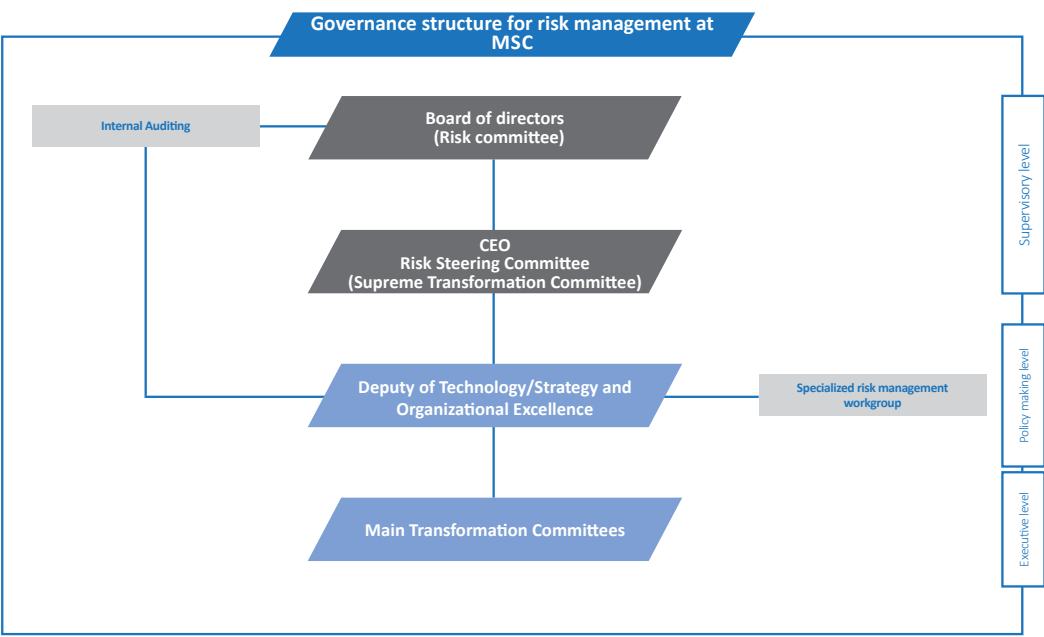 Governance structure for risk management at
MSC
Internal Auditing
Board of directors
(Risk committee)
Supervisory level
CEO
Risk Steering Committee
(Supreme Transformation Committee)
Deputy of Technology/Strategy and
Organizational Excellence
Specialized risk management
workgroup
Policy making level
Main Transformation Committees
Executive level